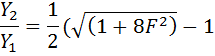 Y₂/Y₁ = 1/2 (√((1 + 8F²)) − 1